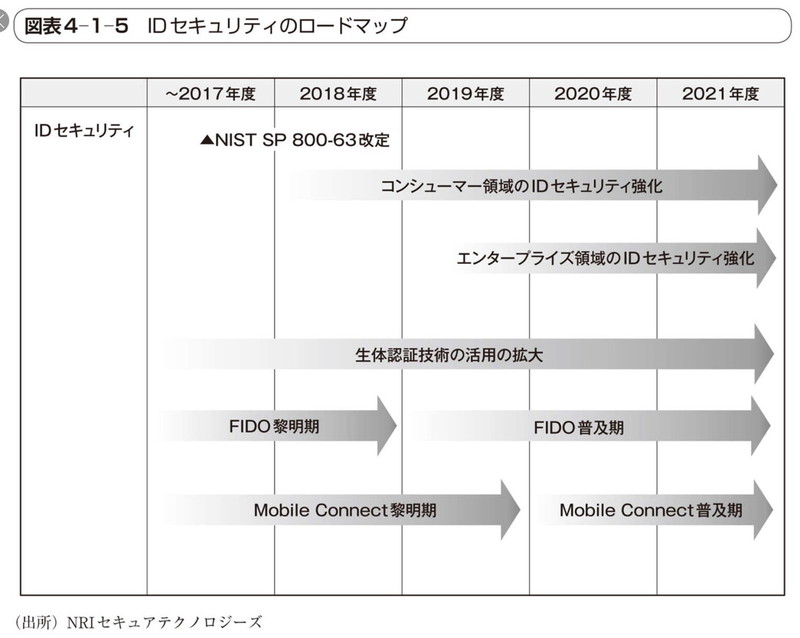 図表4-1-5 IDセキュリティのロードマップ
～2017年度 2018年度 2019年度 2020年度 2021年度
IDセキュリティ
▲NIST SP 800-63改定
コンシューマー領域のIDセキュリティ強化
エンタープライズ領域のIDセキュリティ強化
生体認証技術の活用の拡大
FIDO黎明期 FIDO普及期
Mobile Connect黎明期 Mobile Connect普及期
（出所）NRIセキュアテクノロジーズ